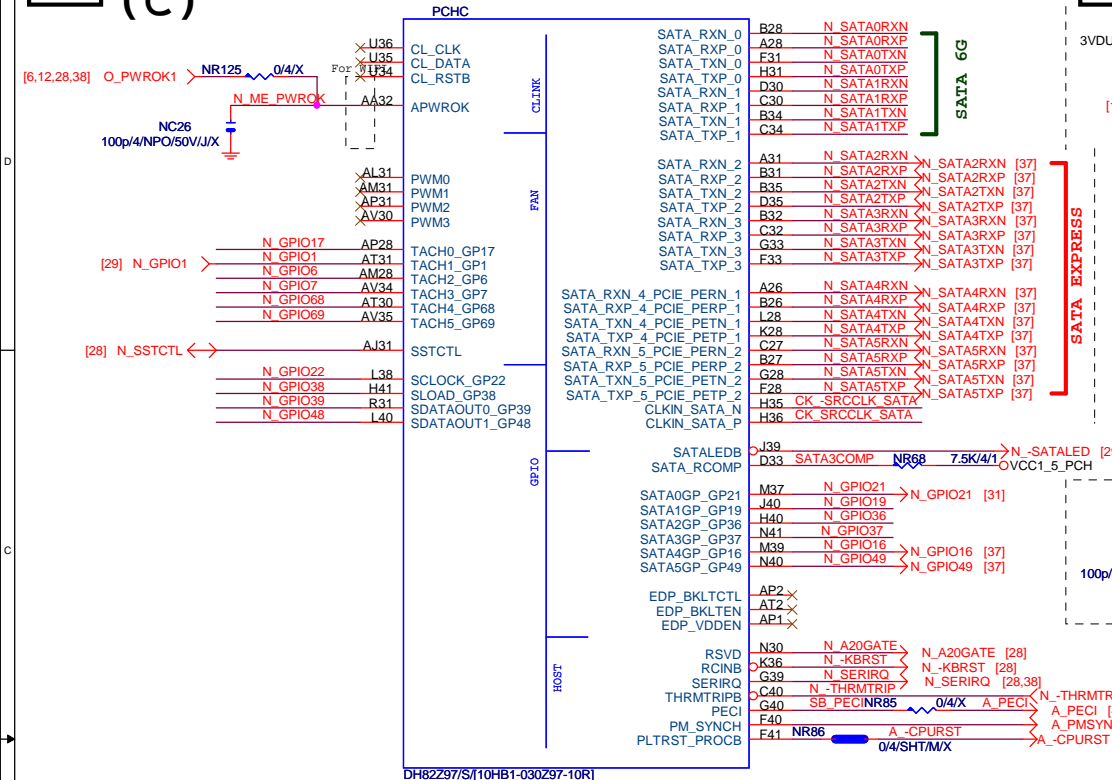 (C)
PCHC
U36 CL_CLK
U35 CL_DATA
U34 CL_RSTB
[6,12,28,38] O_PWROK1 NR125 0/4/X For WIFI
N_ME_PWROK AA32 APWROK
NC26
100p/4/NPO/50V/J/X
CLINK
D
AL31 PWM0
AM31 PWM1
AP31 PWM2
AV30 PWM3
FAN
N_GPIO17 AP28 TACH0_GP17
[29] N_GPIO1 N_GPIO1 AT31 TACH1_GP1
N_GPIO6 AM28 TACH2_GP6
N_GPIO7 AV34 TACH3_GP7
N_GPIO68 AT30 TACH4_GP68
N_GPIO69 AV35 TACH5_GP69
[28] N_SSTCTL AJ31 SSTCTL
N_GPIO22 L38 SCLOCK_GP22
N_GPIO38 H41 SLOAD_GP38
N_GPIO39 R31 SDATAOUT0_GP39
N_GPIO48 L40 SDATAOUT1_GP48
GPIO
C
HOST
SATA_RXN_0 B28 N_SATA0RXN
SATA_RXP_0 A28 N_SATA0RXP
SATA_TXN_0 F31 N_SATA0TXN
SATA_TXP_0 H31 N_SATA0TXP
SATA_RXN_1 D30 N_SATA1RXN
SATA_RXP_1 C30 N_SATA1RXP
SATA_TXN_1 B34 N_SATA1TXN
SATA_TXP_1 C34 N_SATA1TXP
SATA 6G
3VDU
SATA_RXN_2 A31 N_SATA2RXN N_SATA2RXN [37]
SATA_RXP_2 B31 N_SATA2RXP N_SATA2RXP [37]
SATA_TXN_2 B35 N_SATA2TXN N_SATA2TXN [37]
SATA_TXP_2 D35 N_SATA2TXP N_SATA2TXP [37]
SATA_RXN_3 B32 N_SATA3RXN N_SATA3RXN [37]
SATA_RXP_3 C32 N_SATA3RXP N_SATA3RXP [37]
SATA_TXN_3 G33 N_SATA3TXN N_SATA3TXN [37]
SATA_TXP_3 F33 N_SATA3TXP N_SATA3TXP [37]
SATA_RXN_4_PCIE_PERN_1 A26 N_SATA4RXN N_SATA4RXN [37]
SATA_RXP_4_PCIE_PERP_1 B26 N_SATA4RXP N_SATA4RXP [37]
SATA_TXN_4_PCIE_PETN_1 L28 N_SATA4TXN N_SATA4TXN [37]
SATA_TXP_4_PCIE_PETP_1 K28 N_SATA4TXP N_SATA4TXP [37]
SATA_RXN_5_PCIE_PERN_2 C27 N_SATA5RXN N_SATA5RXN [37]
SATA_RXP_5_PCIE_PERP_2 B27 N_SATA5RXP N_SATA5RXP [37]
SATA_TXN_5_PCIE_PETN_2 G28 N_SATA5TXN N_SATA5TXN [37]
SATA_TXP_5_PCIE_PETP_2 F28 N_SATA5TXP N_SATA5TXP [37]
SATA EXPRESS
CLKIN_SATA_N H35 CK_-SRCCLK_SATA
CLKIN_SATA_P H36 CK_SRCCLK_SATA
SATALEDB J39 N_-SATALED
SATA_RCOMP D33 SATA3COMP NR68 7.5K/4/1 VCC1_5_PCH
SATA0GP_GP21 M37 N_GPIO21 N_GPIO21 [31]
SATA1GP_GP19 J40 N_GPIO19
SATA2GP_GP36 H40 N_GPIO36
SATA3GP_GP37 N41 N_GPIO37
SATA4GP_GP16 M39 N_GPIO16 N_GPIO16 [37]
SATA5GP_GP49 N40 N_GPIO49 N_GPIO49 [37]
100p/
EDP_BKLTCTL AP2
EDP_BKLTEN AT2
EDP_VDDEN AP1
RSVD N30 N_A20GATE N_A20GATE [28]
RCINB K36 N_-KBRST N_-KBRST [28]
SERIRQ G39 N_SERIRQ N_SERIRQ [28,38]
THRMTRIPB C40 N_-THRMTRIP N_-THRMTR
PECI G40 SB_PECI NR85 0/4/X A_PECI A_PECI
PM_SYNCH F40 A_PMSYN
PLTRST_PROCB F41 NR86 A_-CPURST A_-CPURST
0/4/SHT/M/X
DH82Z97/S/[10HB1-030Z97-10R]